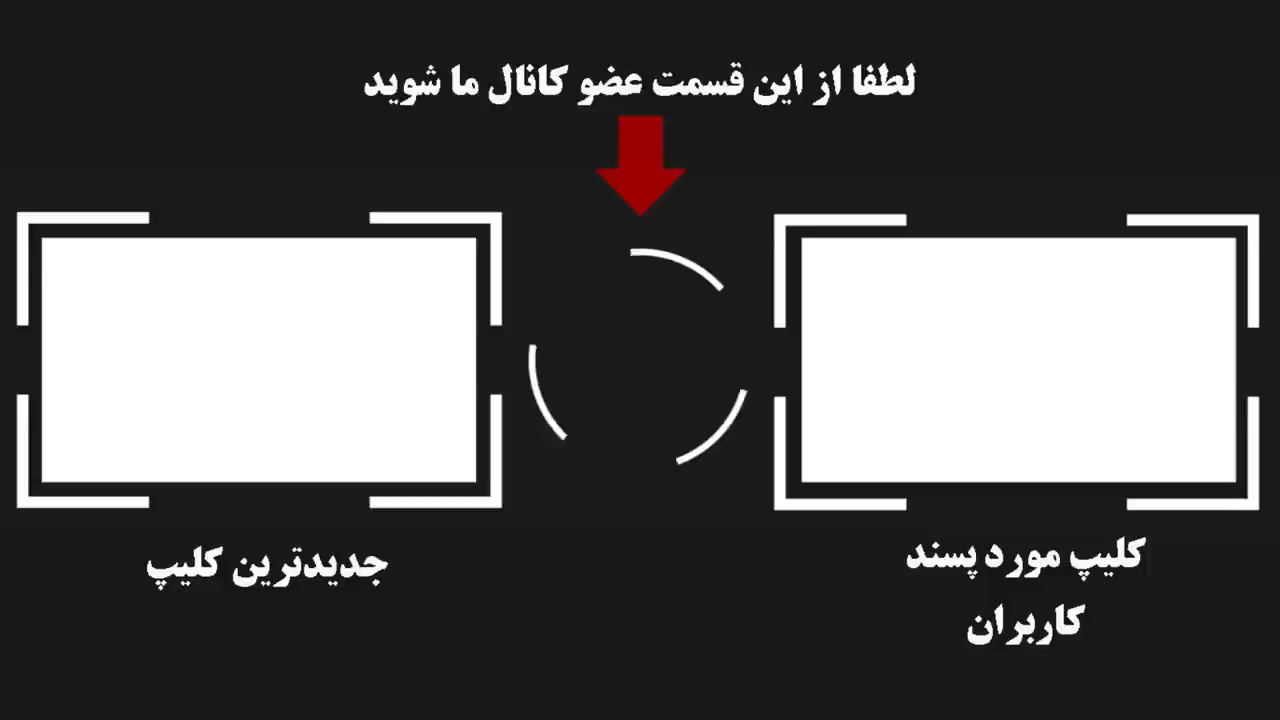 لطفا از این قسمت عضو کانال ما شوید
کلیپ مورد پسند
کاربران
جدیدترین کلیپ